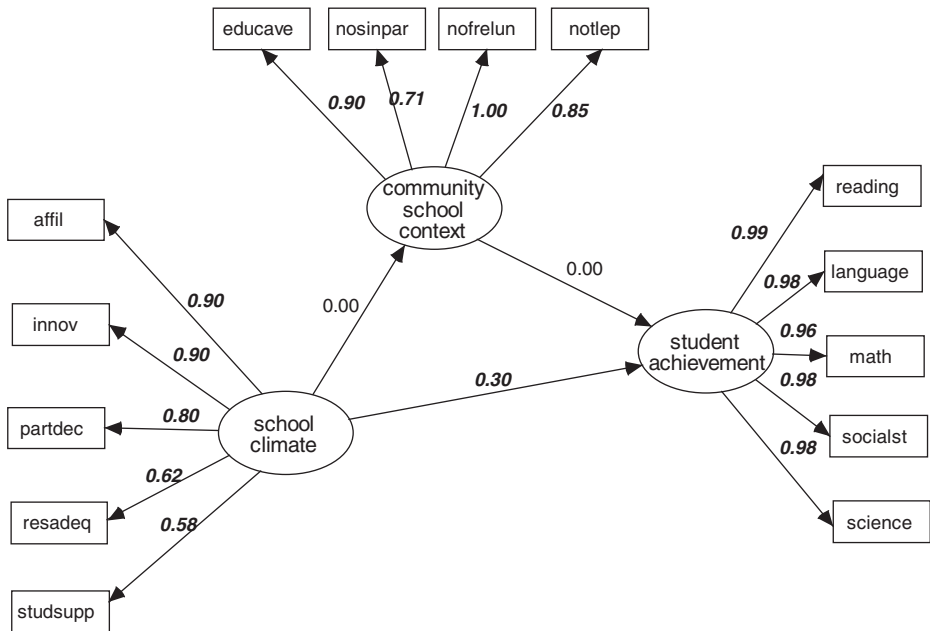 educave
nosinpar
nofrelun
notlep
0.90
0.71
1.00
0.85
community
school
context
reading
affil
0.99
0.90
0.00
0.00
language
0.98
innov
0.90
student
achievement
0.96
math
0.30
0.98
partdec
0.80
school
climate
socialst
0.98
0.62
resadeq
0.58
science
studsupp